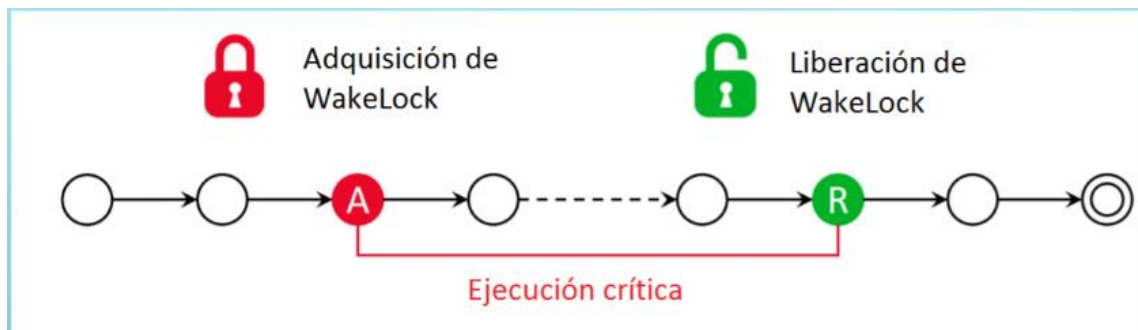 Adquisición de
WakeLock
Liberación de
WakeLock
A
R
Ejecución crítica